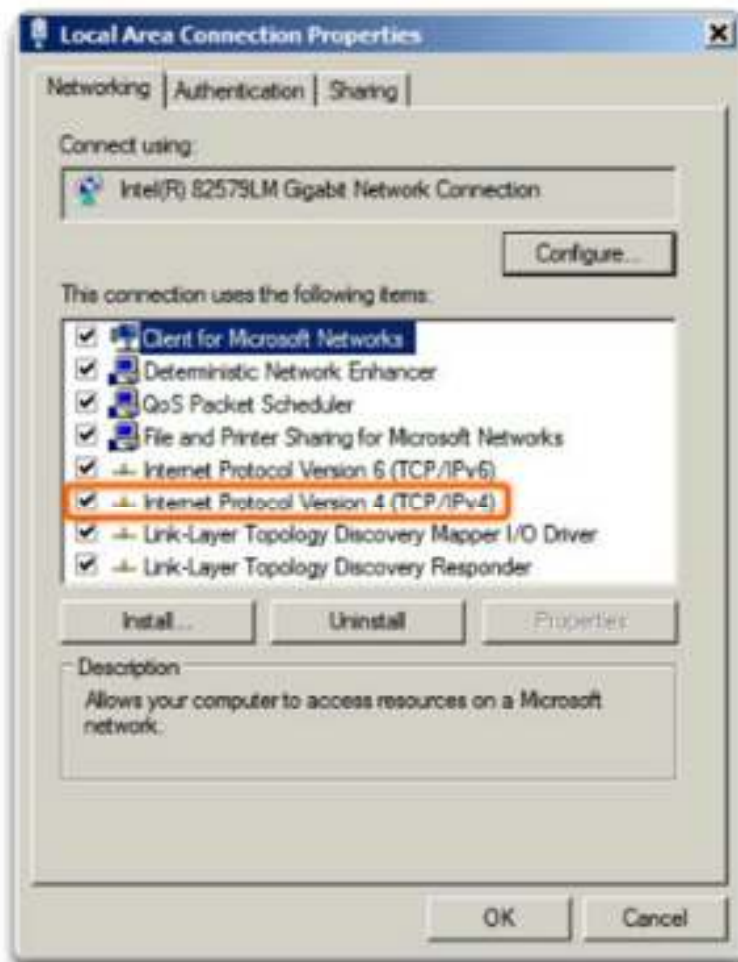 Local Area Connection Properties
Networking Authentication Sharing
Connect using:
Intel(R) 82579LM Gigabit Network Connection
Configure...
This connection uses the following items:
Client for Microsoft Networks
Deterministic Network Enhancer
QoS Packet Scheduler
File and Printer Sharing for Microsoft Networks
Internet Protocol Version 6 (TCP/IPv6)
Internet Protocol Version 4 (TCP/IPv4)
Link-Layer Topology Discovery Mapper I/O Driver
Link-Layer Topology Discovery Responder
Install... Uninstall Properties
Description
Allows your computer to access resources on a Microsoft
network.
OK Cancel